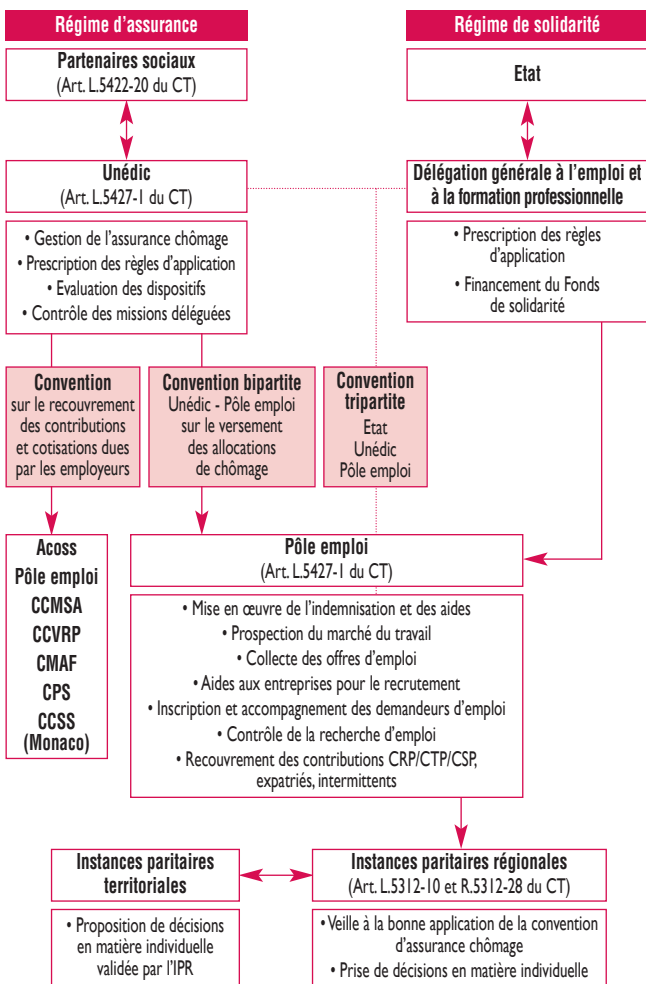 Régime d'assurance
Régime de solidarité
Partenaires sociaux
(Art. L.5422-20 du CT)
Etat
Unédic
(Art. L.5427-1 du CT)
Délégation générale à l'emploi et
à la formation professionnelle
• Gestion de l'assurance chômage
• Prescription des règles d'application
• Evaluation des dispositifs
• Contrôle des missions déléguées
• Prescription des règles
d'application
• Financement du Fonds
de solidarité
Convention
sur le recouvrement
des contributions
et cotisations dues
par les employeurs
Convention bipartite
Unédic - Pôle emploi
sur le versement
des allocations
de chômage
Convention
tripartite
Etat
Unédic
Pôle emploi
Acoss
Pôle emploi
CCMSA
CCVRP
CMAF
CPS
CCSS
(Monaco)
Pôle emploi
(Art. L.5427-1 du CT)
• Mise en œuvre de l'indemnisation et des aides
• Prospection du marché du travail
• Collecte des offres d'emploi
• Aides aux entreprises pour le recrutement
• Inscription et accompagnement des demandeurs d'emploi
• Contrôle de la recherche d'emploi
• Recouvrement des contributions CRP/CTP/CSP,
expatriés, intermittents
Instances paritaires
territoriales
• Proposition de décisions
en matière individuelle
validée par l'IPR
Instances paritaires régionales
(Art. L.5312-10 et R.5312-28 du CT)
• Veille à la bonne application de la convention
d'assurance chômage
• Prise de décisions en matière individuelle